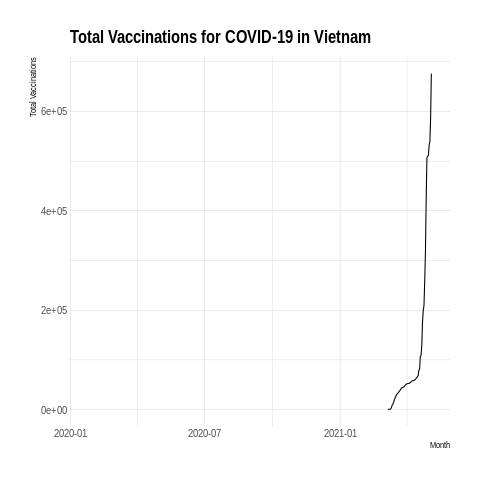 Total Vaccinations for COVID-19 in Vietnam
Total Vaccinations
6e+05
4e+05
2e+05
0e+00
2020-01 2020-07 2021-01
Month